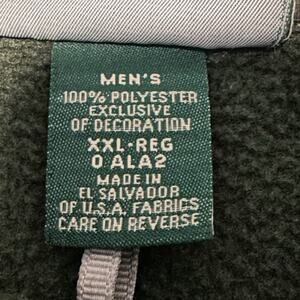 MEN'S
100% POLYESTER
EXCLUSIVE
OF DECORATION
XXL-REG
0 ALA2
MADE IN
EL SALVADOR
OF U.S.A. FABRICS
CARE ON REVERSE